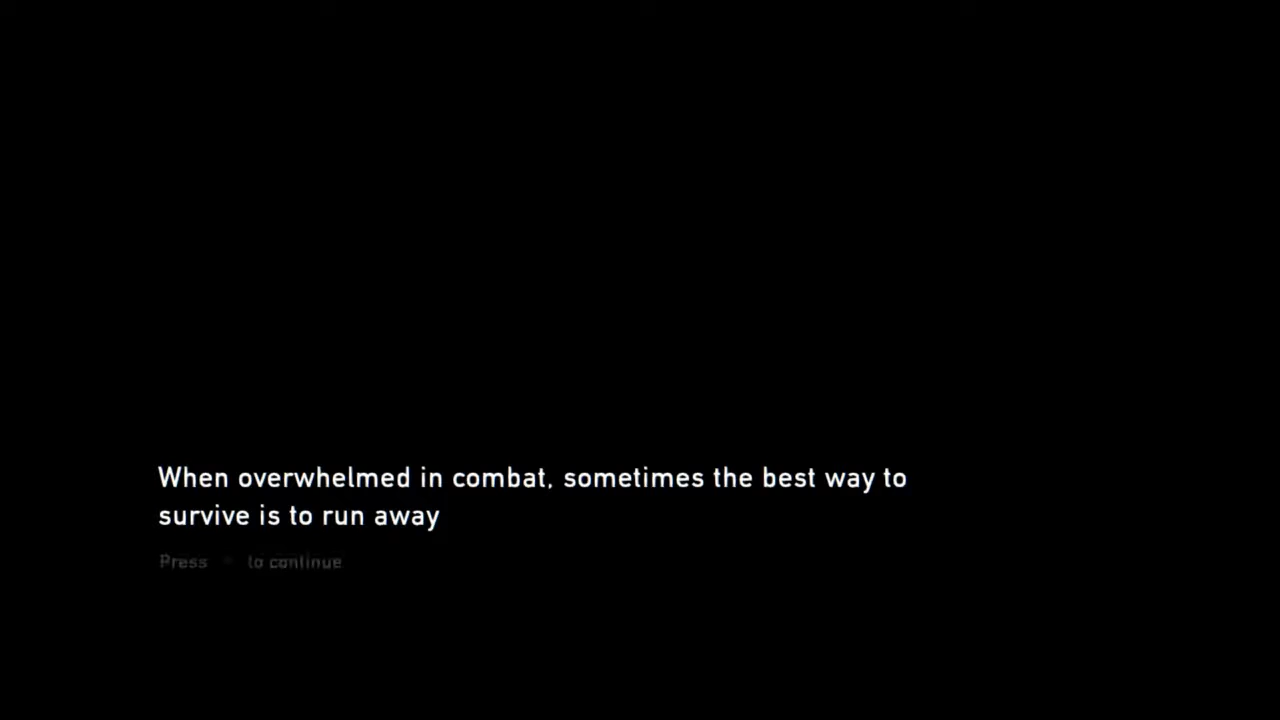 When overwhelmed in combat, sometimes the best way to
survive is to run away
Press to continue